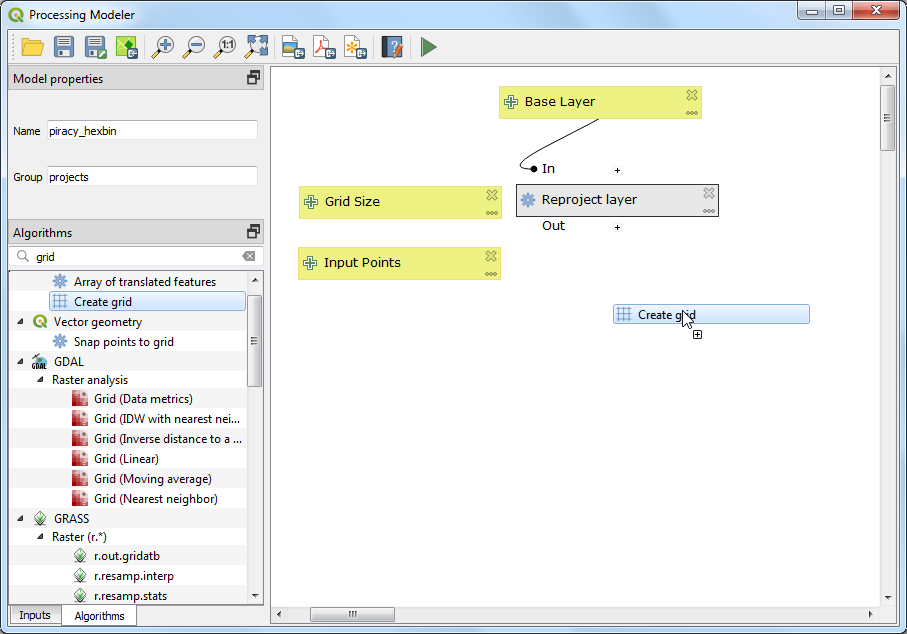 Processing Modeler
1:1
Model properties
Name piracy_hexbin
Group projects
Algorithms
grid
Array of translated features
Create grid
Vector geometry
Snap points to grid
GDAL
GDAL
Raster analysis
Grid (Data metrics)
Grid (IDW with nearest nei...
Grid (Inverse distance to a ...
Grid (Linear)
Grid (Moving average)
Grid (Nearest neighbor)
GRASS
Raster (r.*)
r.out.gridatb
r.resamp.interp
r.resamp.stats
Inputs
Algorithms
Base Layer
In
Grid Size
Reproject layer
Out
Input Points
Create grid